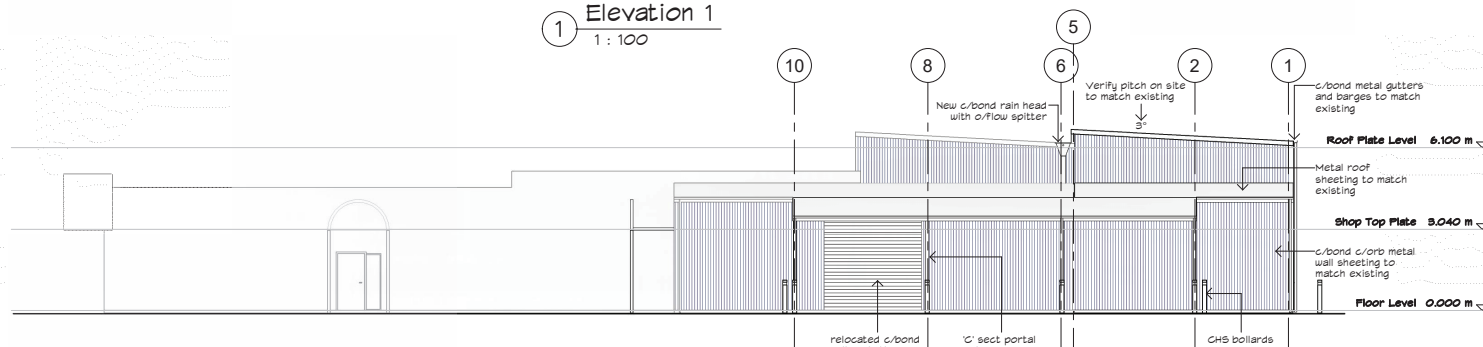 Elevation 1
1
1 : 100
5
10
8
6
2
1
New c/bond rain head
with o/flow spitter
Verify pitch on site
to match existing
3°
c/bond metal gutters
and barges to match
existing
Roof Plate Level 6.100 m
Metal roof
sheeting to match
existing
Shop Top Plate 3.040 m
c/bond c/orb metal
wall sheeting to
match existing
Floor Level 0.000 m
relocated c/bond
'C' sect portal
CHS bollards